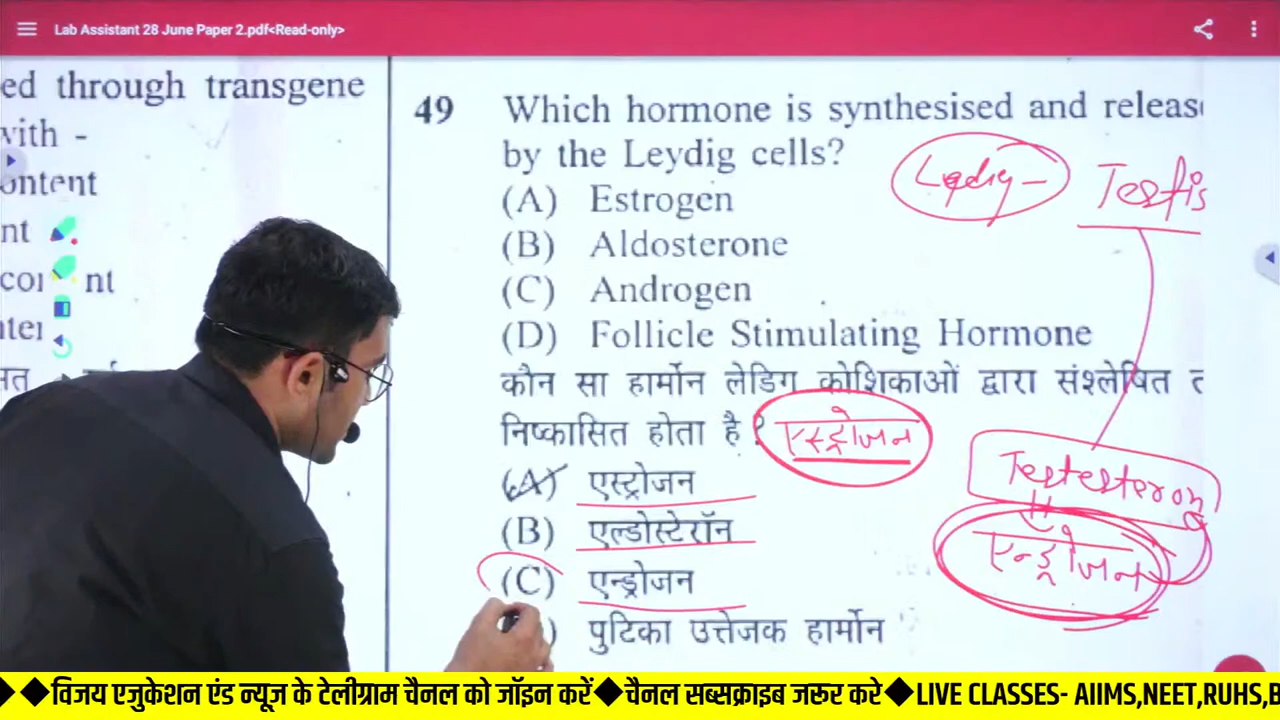 Lab Assistant 28 June Paper 2.pdf<Read-only>
ed through transgene
with -
ontent
nt
con nt
nter
49 Which hormone is synthesised and releas
by the Leydig cells?
Leydig - Testis
(A) Estrogen
(B) Aldosterone
(C) Androgen
(D) Follicle Stimulating Hormone
कौन सा हार्मोन लेडिग कोशिकाओं द्वारा संश्लेषित त
निष्कासित होता है ? एस्ट्रोजन
(A) एस्ट्रोजन
Testesteron
(B) एल्डोस्टेरॉन
एन्ड्रोजन
(C) एन्ड्रोजन
) पुटिका उत्तेजक हार्मोन
◆◆विजय एजुकेशन एंड न्यूज के टेलीग्राम चैनल को जॉइन करें◆चैनल सब्सक्राइब जरूर करे◆LIVE CLASSES- AIIMS,NEET,RUHS,B